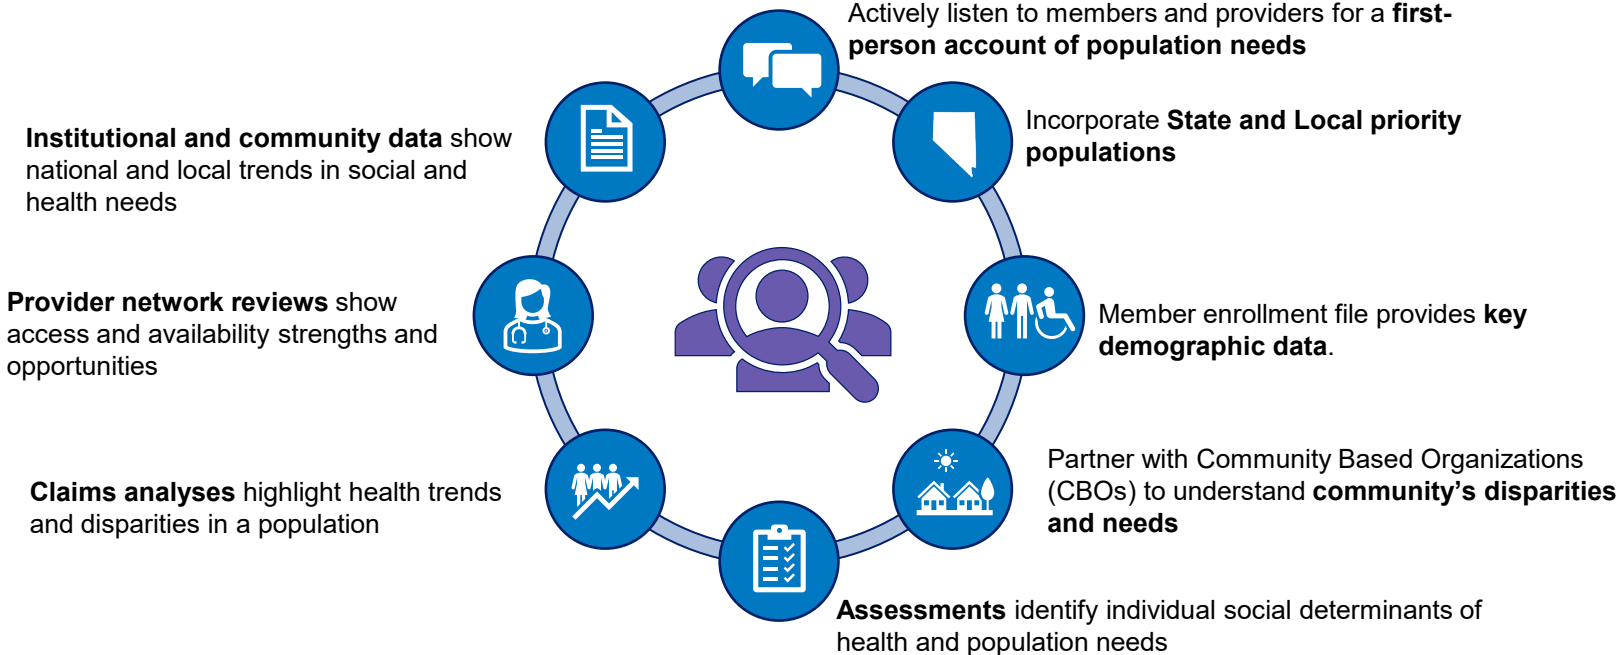 Actively listen to members and providers for a first-
person account of population needs
Incorporate State and Local priority
populations
Member enrollment file provides key
demographic data.
Partner with Community Based Organizations
(CBOs) to understand community's disparities
and needs
Assessments identify individual social determinants of
health and population needs
Claims analyses highlight health trends
and disparities in a population
Provider network reviews show
access and availability strengths and
opportunities
Institutional and community data show
national and local trends in social and
health needs